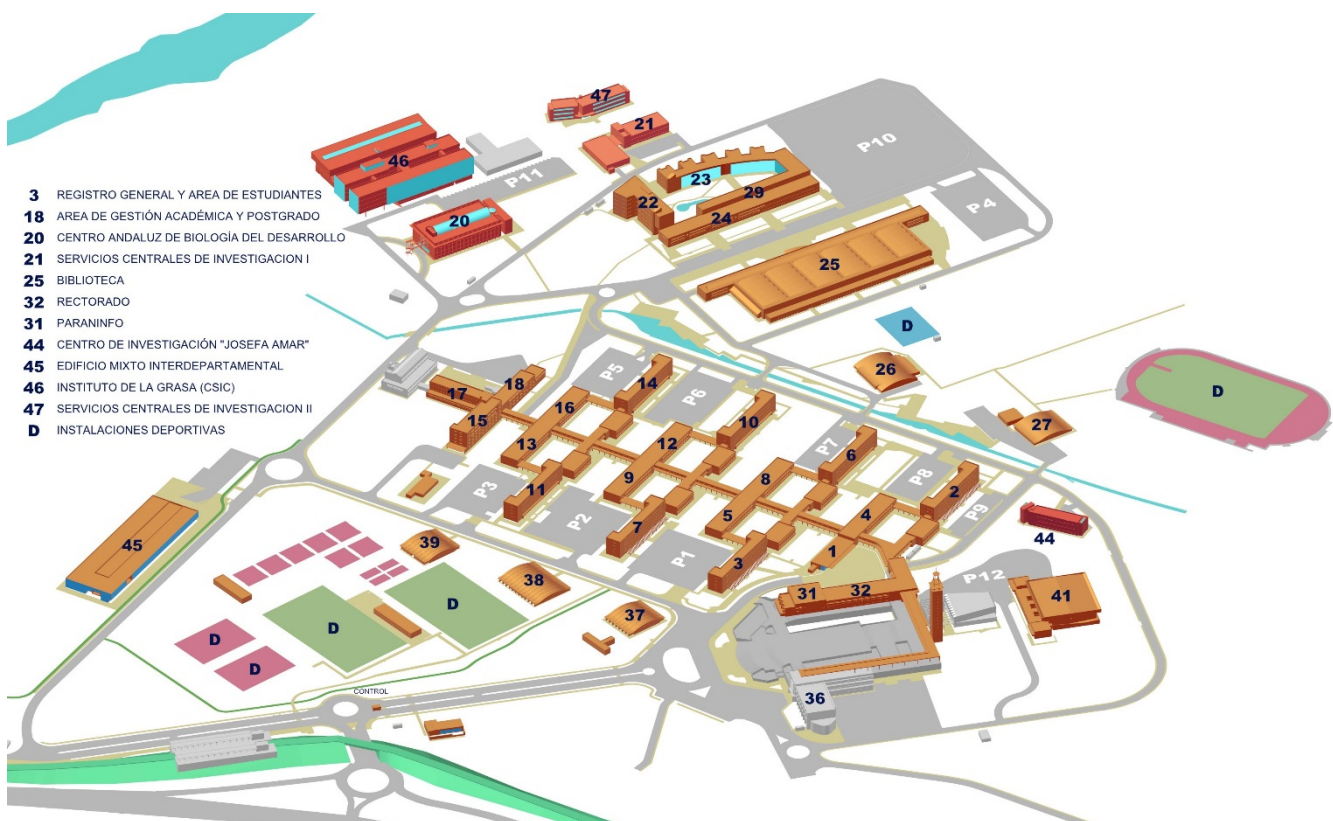 47
21
46
P10
P11
23
29
22
24
P4
20
3 REGISTRO GENERAL Y AREA DE ESTUDIANTES
18 AREA DE GESTIÓN ACADÉMICA Y POSTGRADO
20 CENTRO ANDALUZ DE BIOLOGÍA DEL DESARROLLO
21 SERVICIOS CENTRALES DE INVESTIGACION I
25 BIBLIOTECA
32 RECTORADO
31 PARANINFO
44 CENTRO DE INVESTIGACIÓN "JOSEFA AMAR"
45 EDIFICIO MIXTO INTERDEPARTAMENTAL
46 INSTITUTO DE LA GRASA (CSIC)
47 SERVICIOS CENTRALES DE INVESTIGACION II
D INSTALACIONES DEPORTIVAS
25
D
26
D
27
P5
14
18
17
16
P6
15
10
13
12
P7
6
11
9
8
P8
2
P3
P2
7
5
4
P9
44
P1
3
1
45
39
38
37
31
32
P12
41
D
D
D
D
36
CONTROL